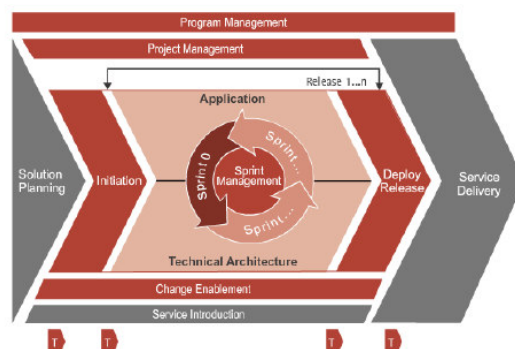 Program Management
Project Management
Release 1...n
Application
Solution
Planning
Initiation
Sprint 0
Sprint...
Sprint
Management
Sprint...
Deploy
Release
Service
Delivery
Technical Architecture
Change Enablement
Service Introduction
T
T
T
T